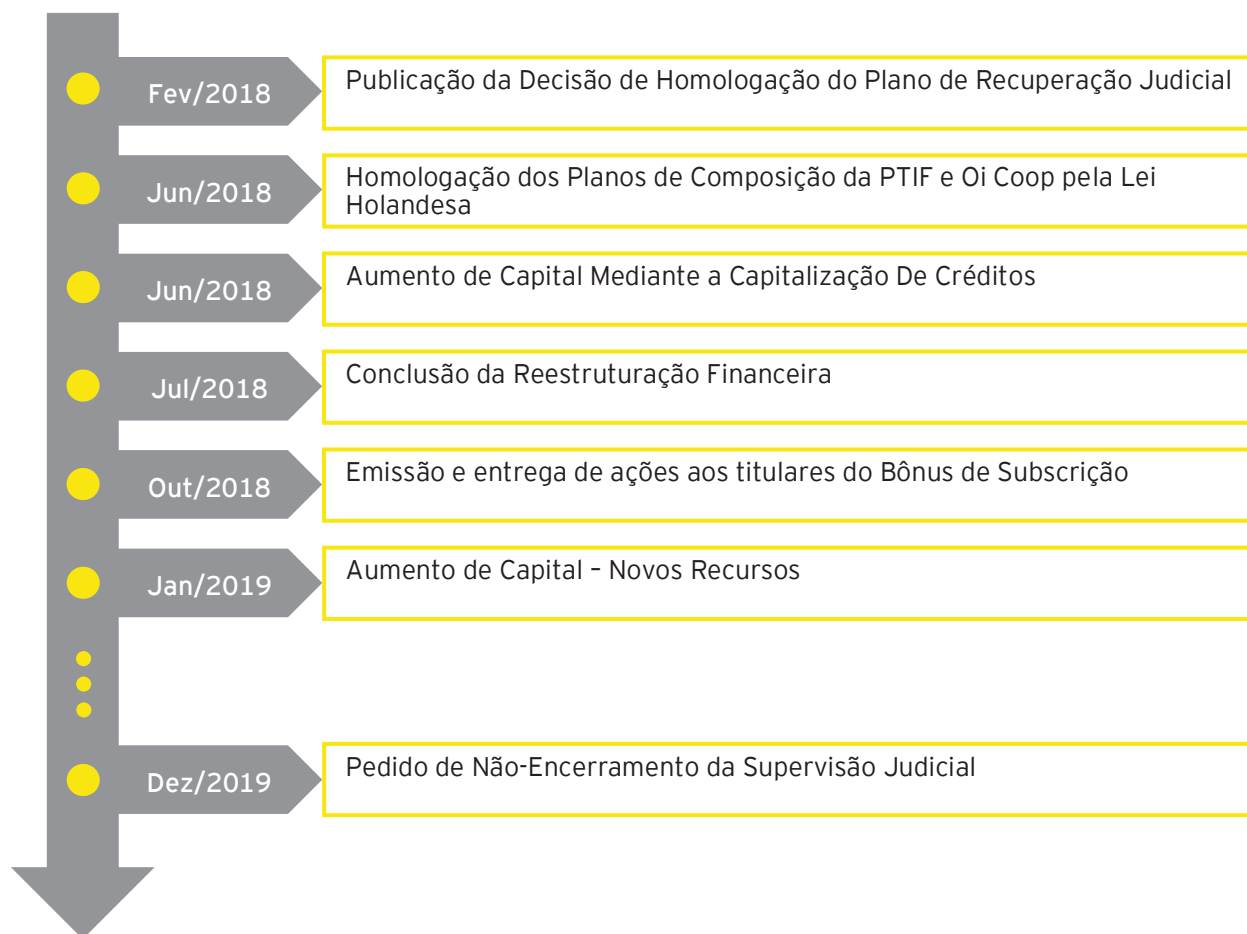 Fev/2018
Publicação da Decisão de Homologação do Plano de Recuperação Judicial
Jun/2018
Homologação dos Planos de Composição da PTIF e Oi Coop pela Lei
Holandesa
Jun/2018
Aumento de Capital Mediante a Capitalização De Créditos
Jul/2018
Conclusão da Reestruturação Financeira
Out/2018
Emissão e entrega de ações aos titulares do Bônus de Subscrição
Jan/2019
Aumento de Capital – Novos Recursos
Dez/2019
Pedido de Não-Encerramento da Supervisão Judicial